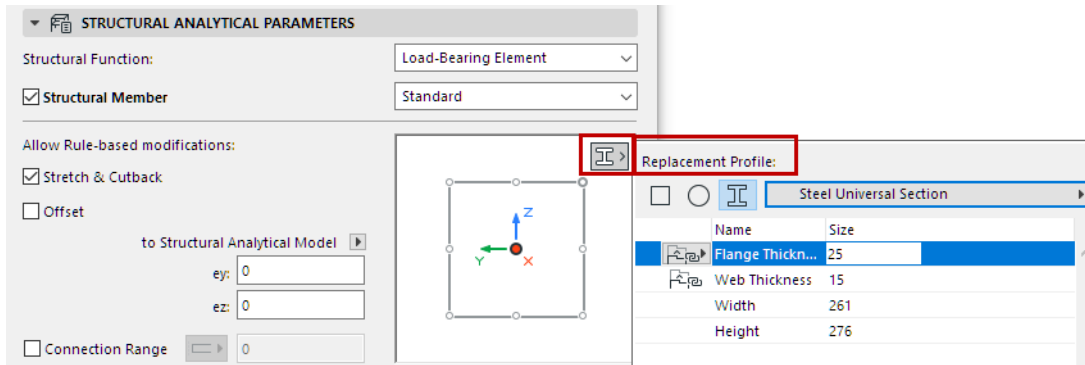 STRUCTURAL ANALYTICAL PARAMETERS
Structural Function:
Load-Bearing Element
Structural Member
Standard
Allow Rule-based modifications:
Stretch & Cutback
Offset
to Structural Analytical Model
ey: 0
ez: 0
Connection Range
0
Z
Y
X
Replacement Profile:
Steel Universal Section
Name Size
Flange Thickn... 25
Web Thickness 15
Width 261
Height 276